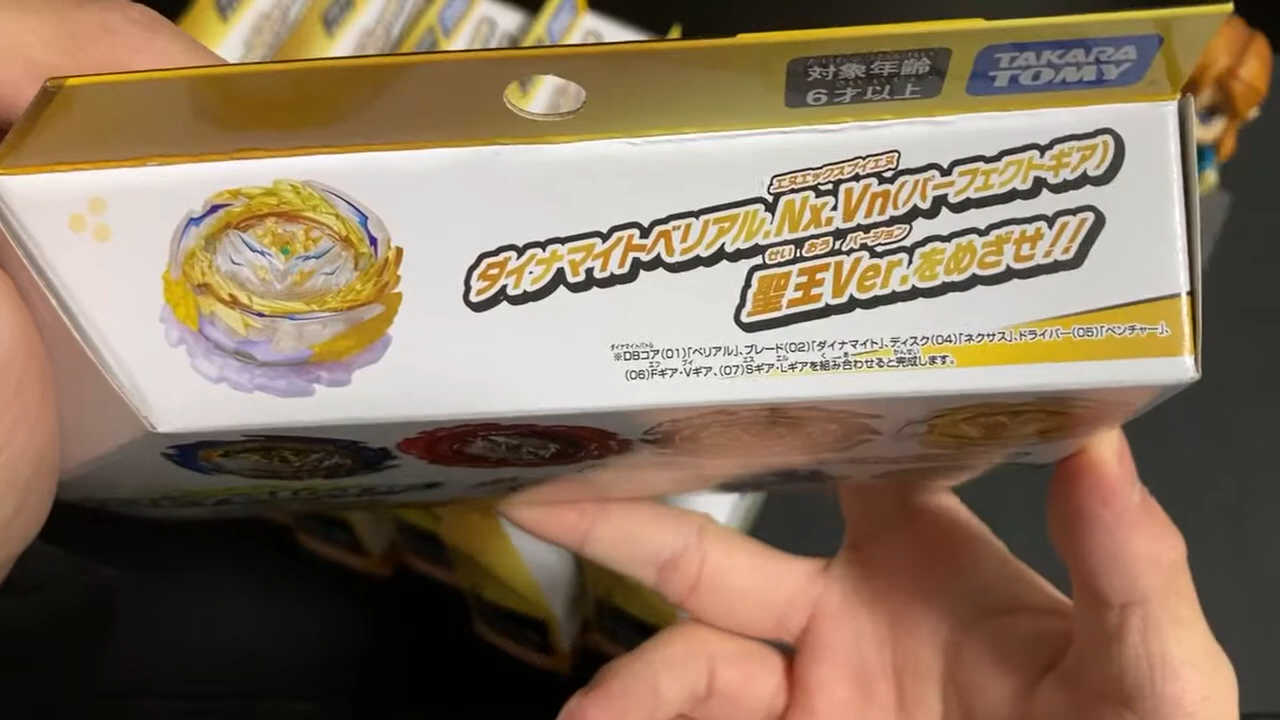 対象年齢
6才以上
TAKARA
TOMY
エヌエックスブイエヌ
ダイナマイトベリアル.Nx.Vn(パーフェクトギア)
せい おう バージョン
聖王Ver.をめざせ!!
ダイナマイトバトル
※DBコア(01)「ベリアル」、ブレード(02)「ダイナマイト」、ディスク(04)「ネクサス」、ドライバー(05)「ベンチャー」、
エフ ブイ エス エル く あ かんせい
(06)Fギア・Vギア、(07)Sギア・Lギアを組み合わせると完成します。